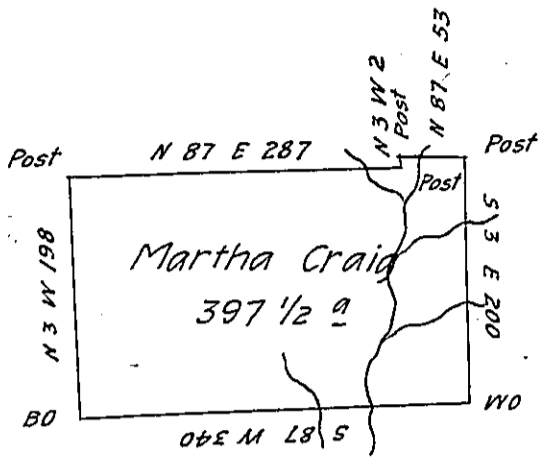 N 3 W 2
Post
N 87 E 53
Post
N 87 E 287
Post
Post
S 3 E 200
N 3 W 198
Martha Craig
397 1/2 a
BO
S 87 W 340
WO